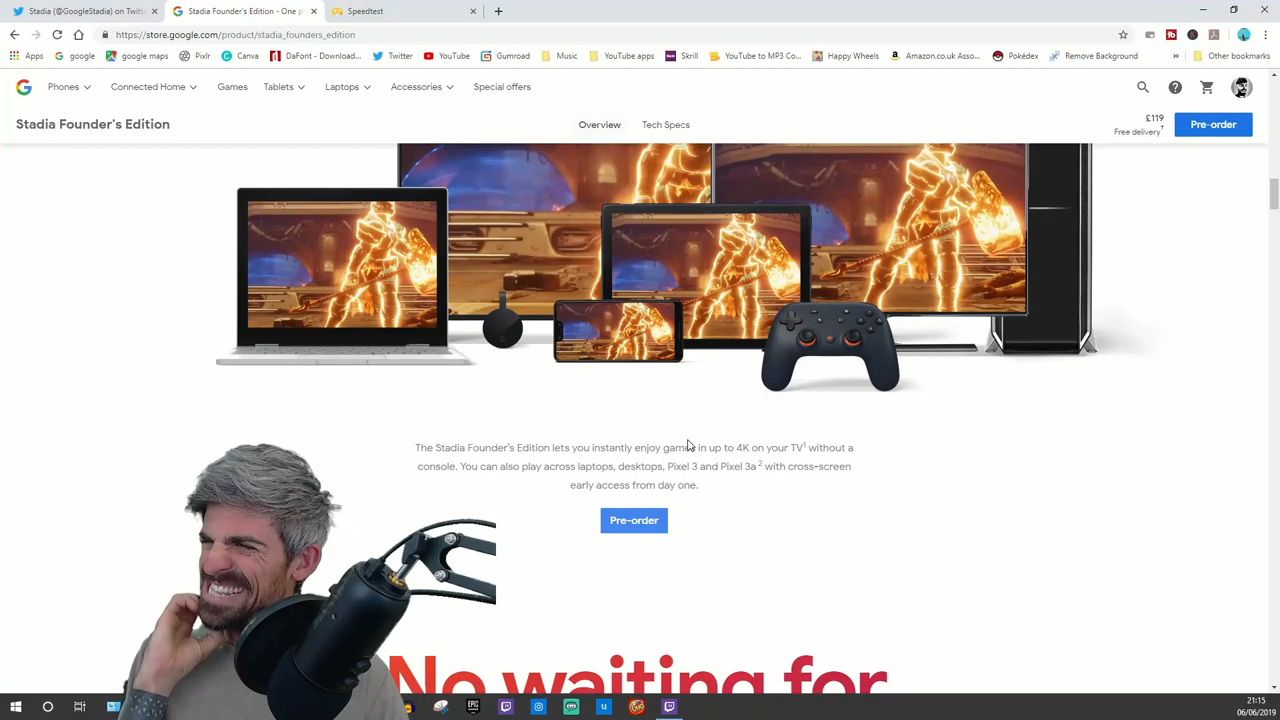 Stadia (@GoogleStadia) on Twitt
Stadia Founder's Edition - One p
Speedtest
https://store.google.com/product/stadia_founders_edition
Apps
google
google maps
Pixlr
Canva
DaFont - Download...
Twitter
YouTube
Gumroad
Music
YouTube apps
Skrill
YouTube to MP3 Co...
Happy Wheels
Amazon.co.uk Asso...
Pokédex
Remove Background
»
Other bookmarks
Phones
Connected Home
Games
Tablets
Laptops
Accessories
Special offers
Stadia Founder's Edition
Overview
Tech Specs
£119
Free delivery†
Pre-order
The Stadia Founder's Edition lets you instantly enjoy games in up to 4K on your TV1 without a
console. You can also play across laptops, desktops, Pixel 3 and Pixel 3a 2 with cross-screen
early access from day one.
Pre-order
No waiting for
21:15
06/06/2019